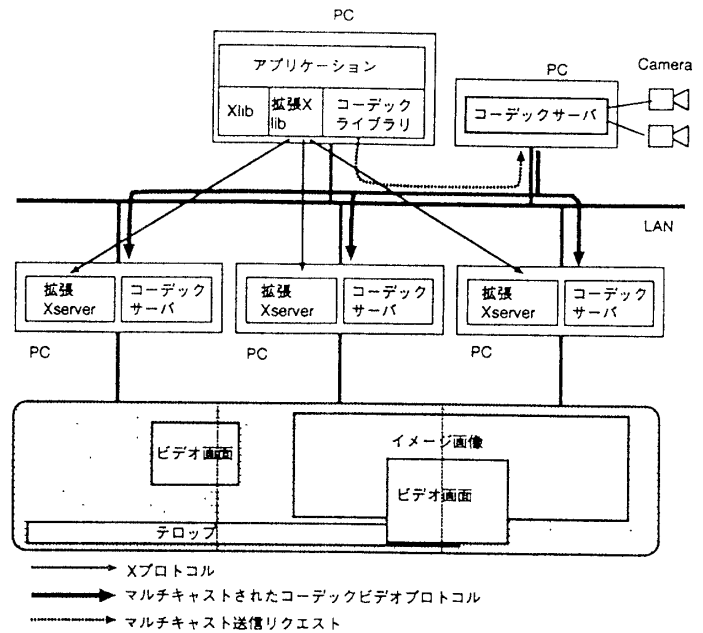 PC
アプリケーション
Xlib
拡張X
lib
コーデック
ライブラリ
PC
コーデックサーバ
Camera
LAN
拡張
Xserver
コーデック
サーバ
PC
拡張
Xserver
コーデック
サーバ
PC
拡張
Xserver
コーデック
サーバ
PC
ビデオ画面
イメージ画像
ビデオ画面
テロップ
Xプロトコル
マルチキャストされたコーデックビデオプロトコル
マルチキャスト送信リクエスト